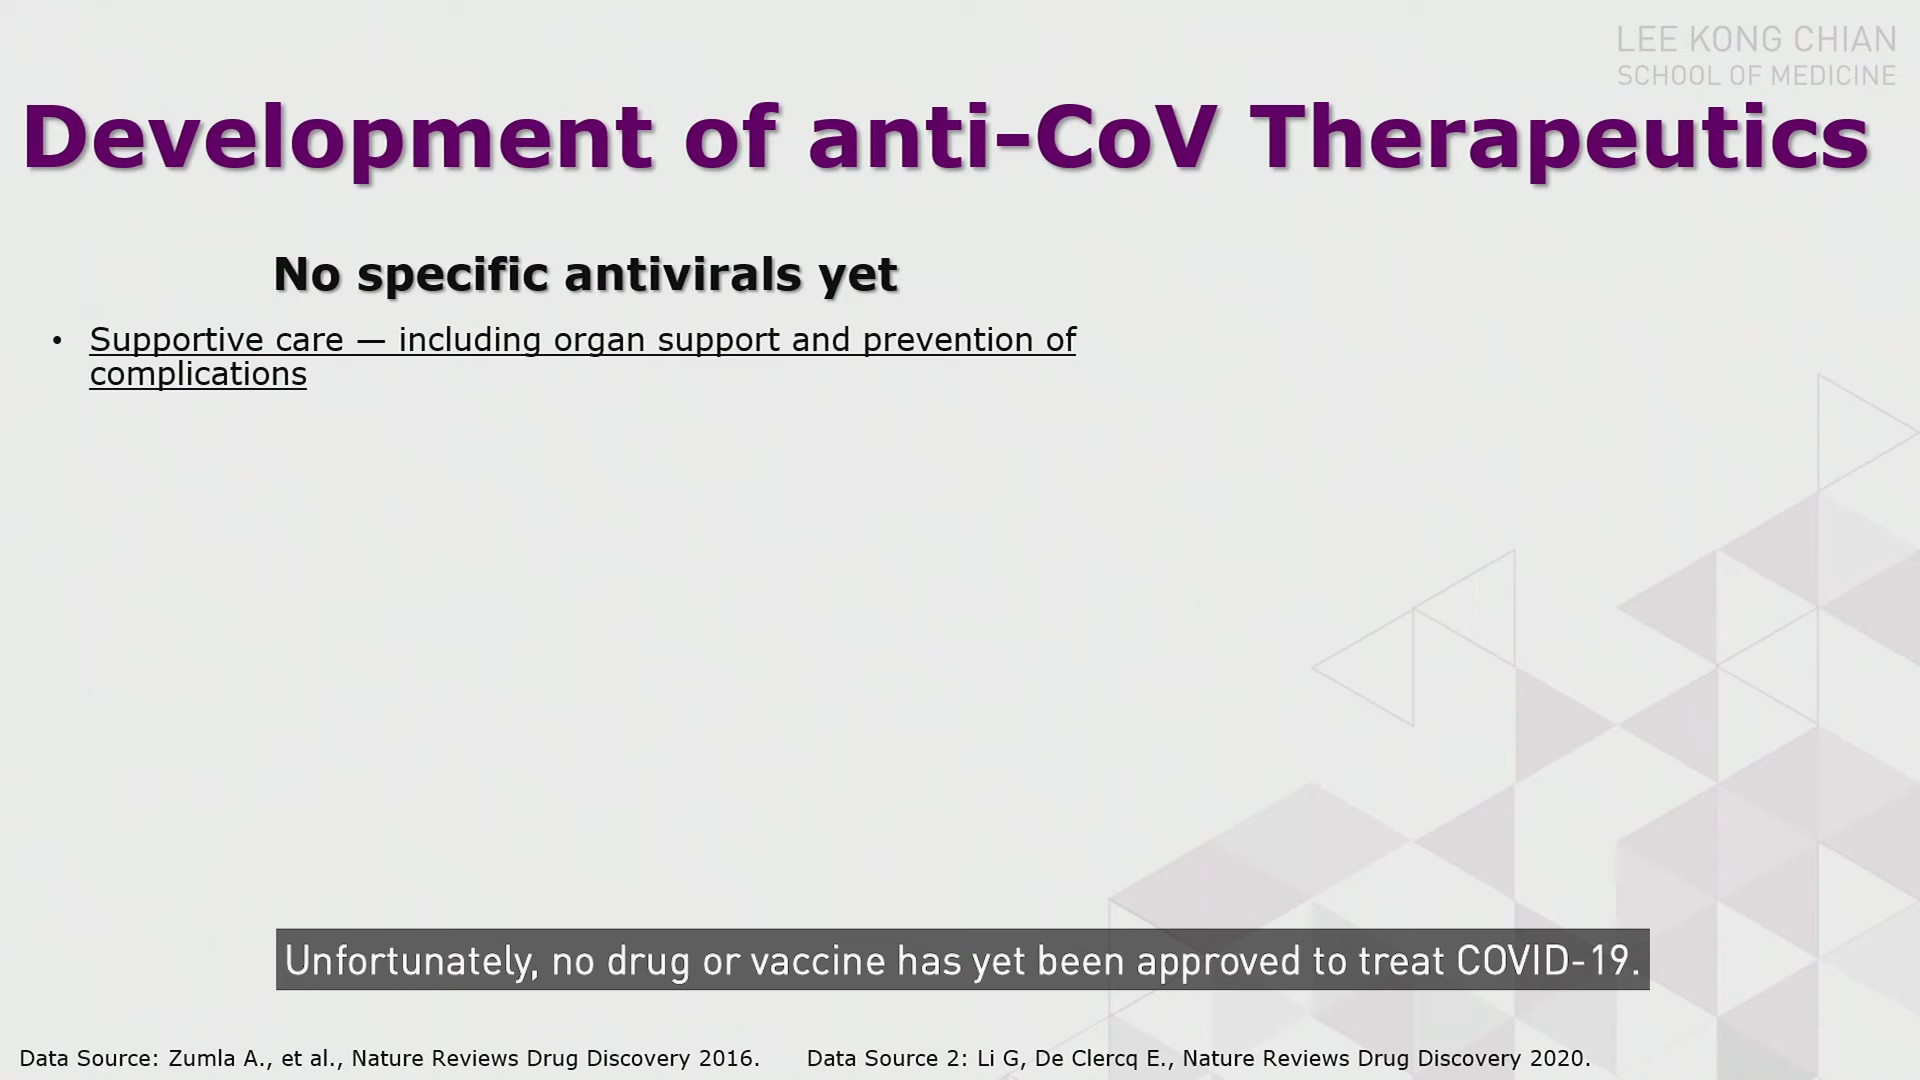 LEE KONG CHIAN
SCHOOL OF MEDICINE
Development of anti-CoV Therapeutics
No specific antivirals yet
• Supportive care — including organ support and prevention of
complications
Unfortunately, no drug or vaccine has yet been approved to treat COVID-19.
Data Source: Zumla A., et al., Nature Reviews Drug Discovery 2016. Data Source 2: Li G, De Clercq E., Nature Reviews Drug Discovery 2020.